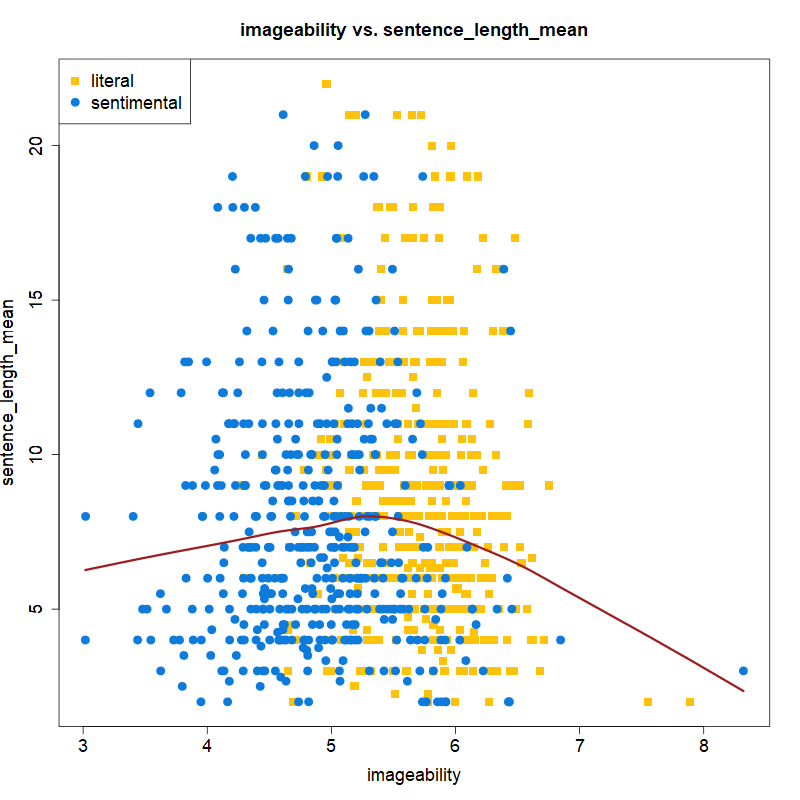 imageability vs. sentence_length_mean
literal
sentimental
sentence_length_mean
20
15
10
5
3 4 5 6 7 8
imageability